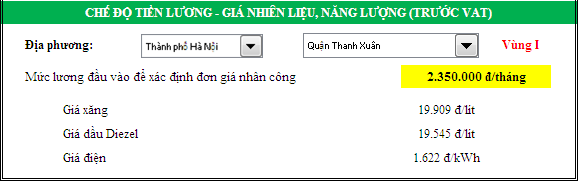 CHẾ ĐỘ TIỀN LƯƠNG - GIÁ NHIÊN LIỆU, NĂNG LƯỢNG (TRƯỚC VAT)
Địa phương: Thành phố Hà Nội Quận Thanh Xuân Vùng I
Mức lương đầu vào để xác định đơn giá nhân công 2.350.000 đ/tháng
Giá xăng 19.909 đ/lít
Giá dầu Diezel 19.545 đ/lít
Giá điện 1.622 đ/kWh